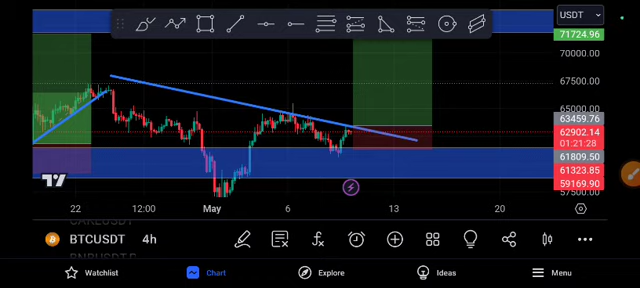 USDT
71724.96
70000.00
67500.00
65000.00
63459.76
62902.14
01:21:28
61809.50
61323.85
59169.90
57500.00
22 12:00 May 6 13 20
BTCUSDT 4h
Watchlist Chart Explore Ideas Menu